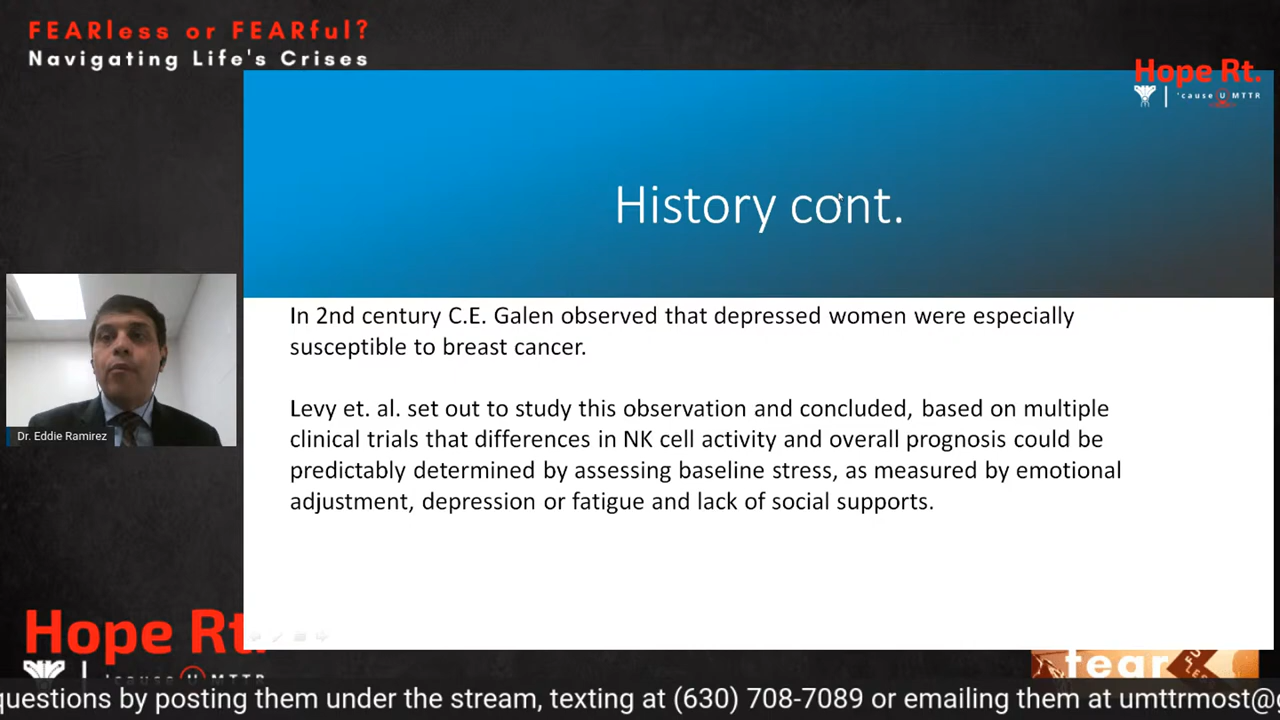 FEARless or FEARful?
Navigating Life's Crises
Hope Rt.
'cause U MTTR
History cont.
In 2nd century C.E. Galen observed that depressed women were especially
susceptible to breast cancer.
Levy et. al. set out to study this observation and concluded, based on multiple
clinical trials that differences in NK cell activity and overall prognosis could be
predictably determined by assessing baseline stress, as measured by emotional
adjustment, depression or fatigue and lack of social supports.
Dr. Eddie Ramirez
Hope Rt.
'cause U MTTR
fear
questions by posting them under the stream, texting at (630) 708-7089 or emailing them at umttrmost@